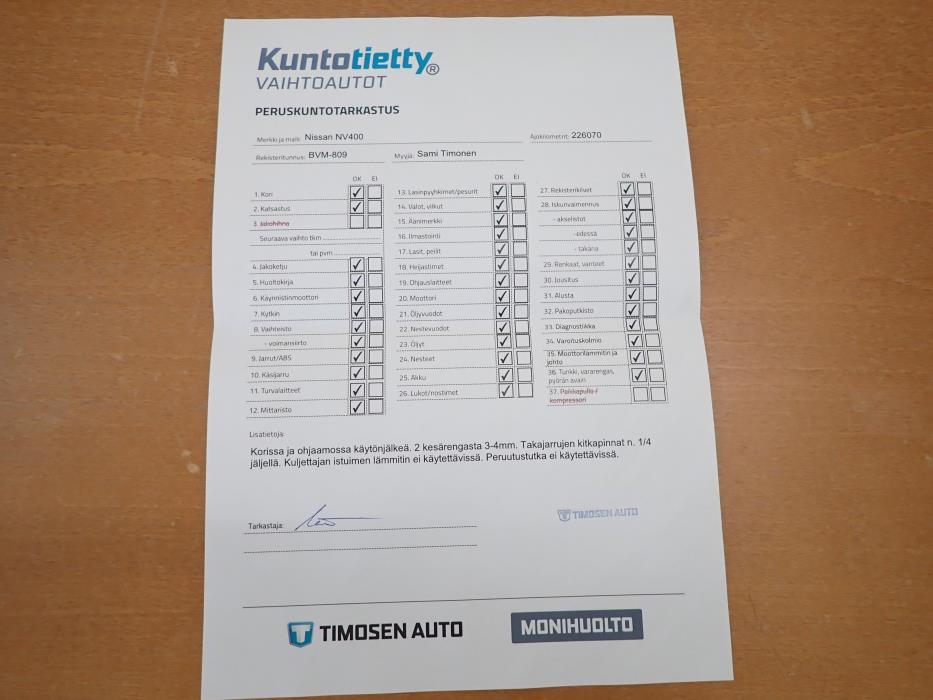 Kuntotietty®
VAIHTOAUTOT
PERUSKUNTOTARKASTUS
Merkki ja malli: Nissan NV400
Ajokilometrit: 226070
Rekisteritunnus: BVM-809
Myyjä: Sami Timonen
OK EI
1. Kori
2. Katsastus
3. Jakohihna
Seuraava vaihto tkm
tai pvm
4. Jakoketju
5. Huoltokirja
6. Käynnistinmoottori
7. Kytkin
8. Vaihteisto
- voimansiirto
9. Jarrut/ABS
10. Käsijarru
11. Turvalaitteet
12. Mittaristo
OK EI
13. Lasinpyyhkimet/pesurit
14. Valot, vilkut
15. Äänimerkki
16. Ilmastointi
17. Lasit, peilit
18. Heijastimet
19. Ohjauslaitteet
20. Moottori
21. Öljyvuodot
22. Nestevuodot
23. Öljyt
24. Nesteet
25. Akku
26. Lukot/nostimet
OK EI
27. Rekisterikilvet
28. Iskunvaimennus
- akselistot
-edessä
- takana
29. Renkaat, vanteet
30. Jousitus
31. Alusta
32. Pakoputkisto
33. Diagnostiikka
34. Varoituskolmio
35. Moottorilämmitin ja
johto
36. Tunkki, vararengas,
pyörän avain
37. Paikkapullo /
kompressori
Lisätietoja:
Korissa ja ohjaamossa käytönjälkeä. 2 kesärengasta 3-4mm. Takajarrujen kitkapinnat n. 1/4
jäljellä. Kuljettajan istuimen lämmitin ei käytettävissä. Peruutustutka ei käytettävissä.
Tarkastaja:
TIMOSEN AUTO
TIMOSEN AUTO
MONIHUOLTO